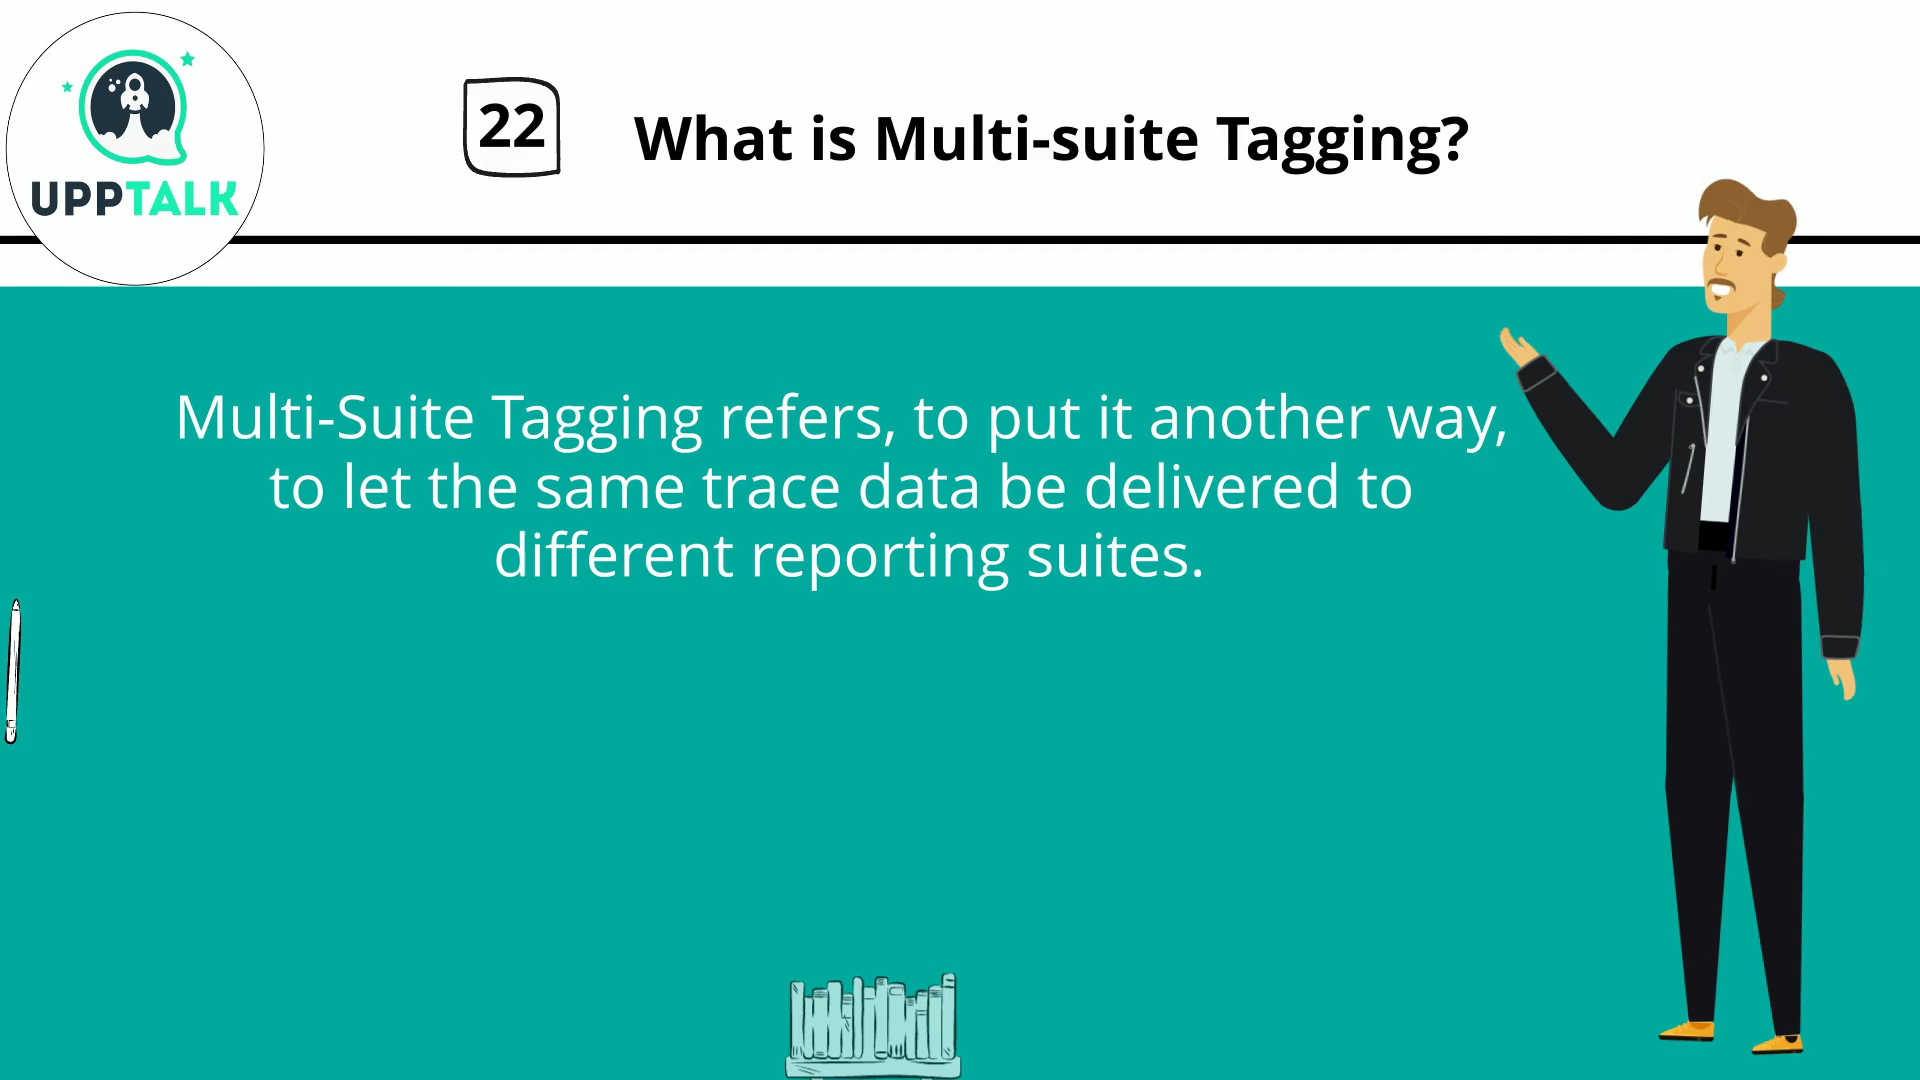 UPPTALK
22
What is Multi-suite Tagging?
Multi-Suite Tagging refers, to put it another way,
to let the same trace data be delivered to
different reporting suites.